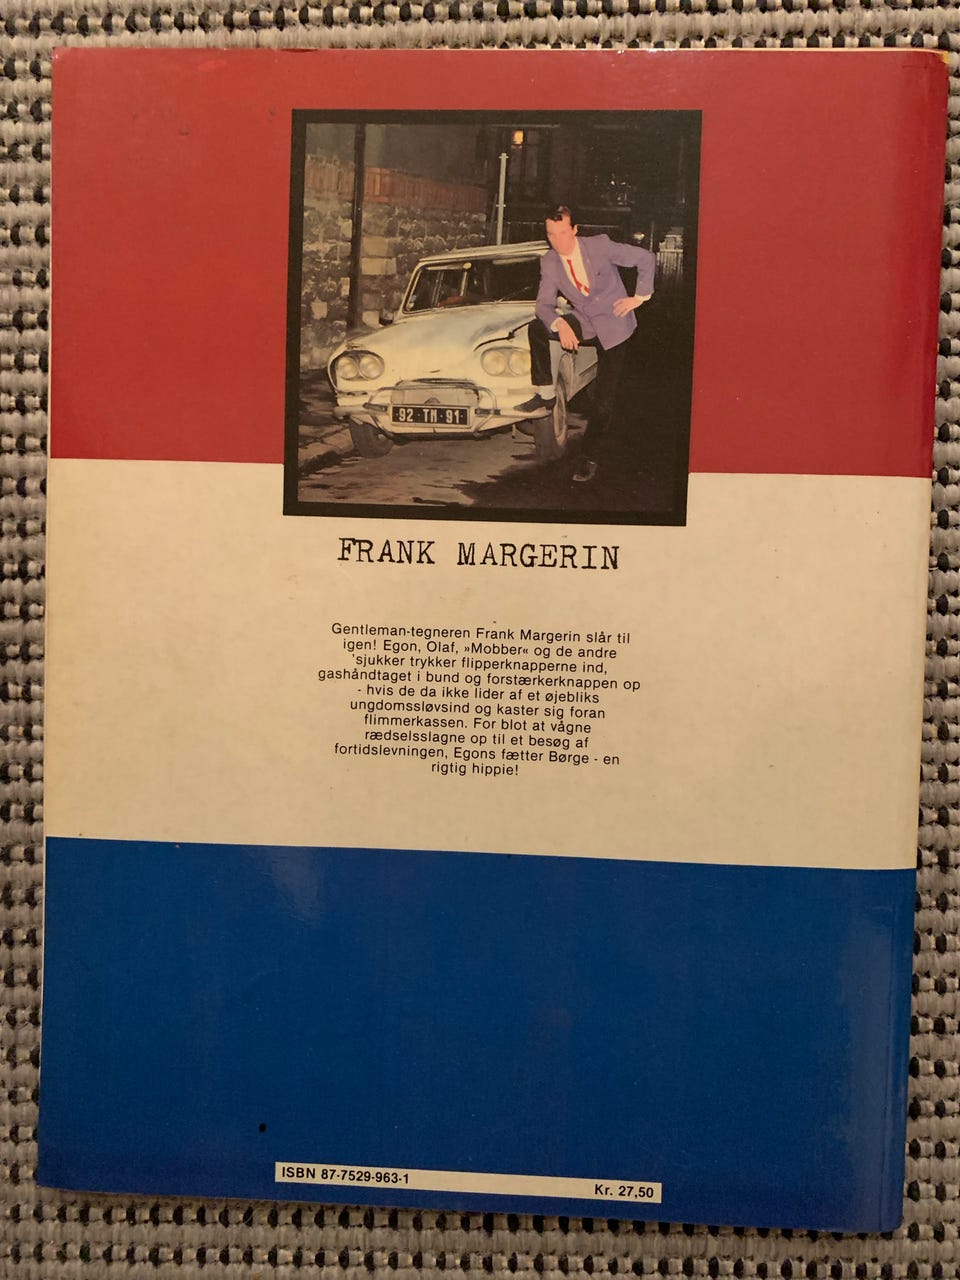 92 · TM · 91
FRANK MARGERIN
Gentleman-tegneren Frank Margerin slår til
igen! Egon, Olaf, »Mobber« og de andre
'sjukker trykker flipperknapperne ind,
gashåndtaget i bund og forstærkerknappen op
- hvis de da ikke lider af et øjebliks
ungdomssløvsind og kaster sig foran
flimmerkassen. For blot at vågne
rædselsslagne op til et besøg af
fortidslevningen, Egons fætter Børge - en
rigtig hippie!
ISBN 87-7529-963-1
Kr. 27,50